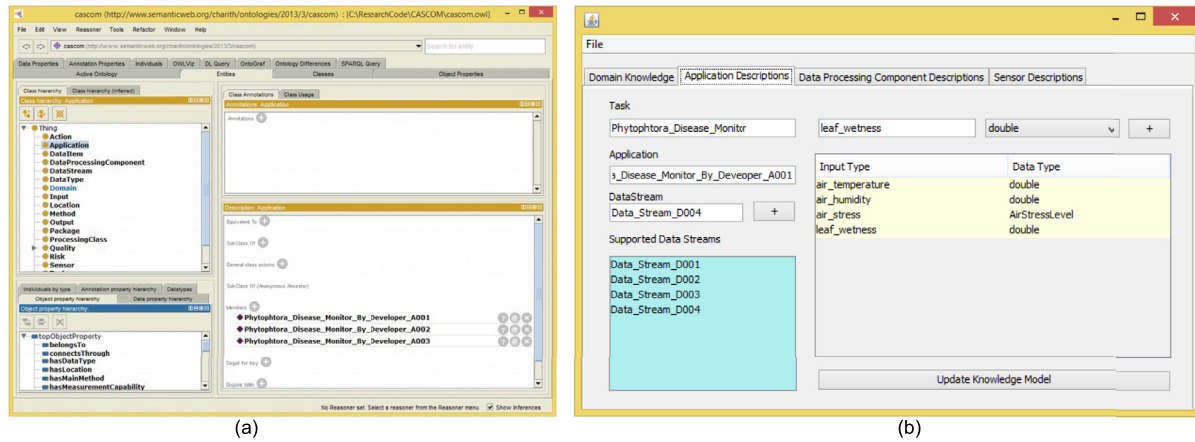 cascom (http://www.semanticweb.org/charith/ontologies/2013/3/cascom) : [C:\ResearchCode\CASCOM\cascom.owl]
File Edit View Reasoner Tools Refactor Window Help
cascom (http://www.semanticweb.org/charith/ontologies/2013/3/cascom)
Search for entity
Data Properties Annotation Properties Individuals OWLViz DL Query OntoGraf Ontology Differences SPARQL Query
Active Ontology Entities Classes Object Properties
Class hierarchy Class hierarchy (inferred)
Class hierarchy: Application
Thing
Action
Application
DataItem
DataProcessingComponent
DataStream
DataType
Domain
Input
Location
Method
Output
Package
ProcessingClass
Quality
Risk
Sensor
Individuals by type Annotation property hierarchy Datatypes
Object property hierarchy Data property hierarchy
Object property hierarchy:
topObjectProperty
belongsTo
connectsThrough
hasDataType
hasLocation
hasMainMethod
hasMeasurementCapability
Class Annotations Class Usage
Annotations: Application
Annotations
Description: Application
Equivalent To
SubClass Of
General class axioms
SubClass Of (Anonymous Ancestor)
Members
Phytophtora_Disease_Monitor_By_Developer_A001
Phytophtora_Disease_Monitor_By_Developer_A002
Phytophtora_Disease_Monitor_By_Developer_A003
Target for Key
Disjoint With
No Reasoner set. Select a reasoner from the Reasoner menu Show Inferences
(a)
File
Domain Knowledge Application Descriptions Data Processing Component Descriptions Sensor Descriptions
Task
Phytophtora_Disease_Monitr leaf_wetness double +
Application
a_Disease_Monitor_By_Deveoper_A001
DataStream
Data_Stream_D004 +
Supported Data Streams
Data_Stream_D001
Data_Stream_D002
Data_Stream_D003
Data_Stream_D004
Input Type Data Type
air_temperature double
air_humidity double
air_stress AirStressLevel
leaf_wetness double
Update Knowledge Model
(b)